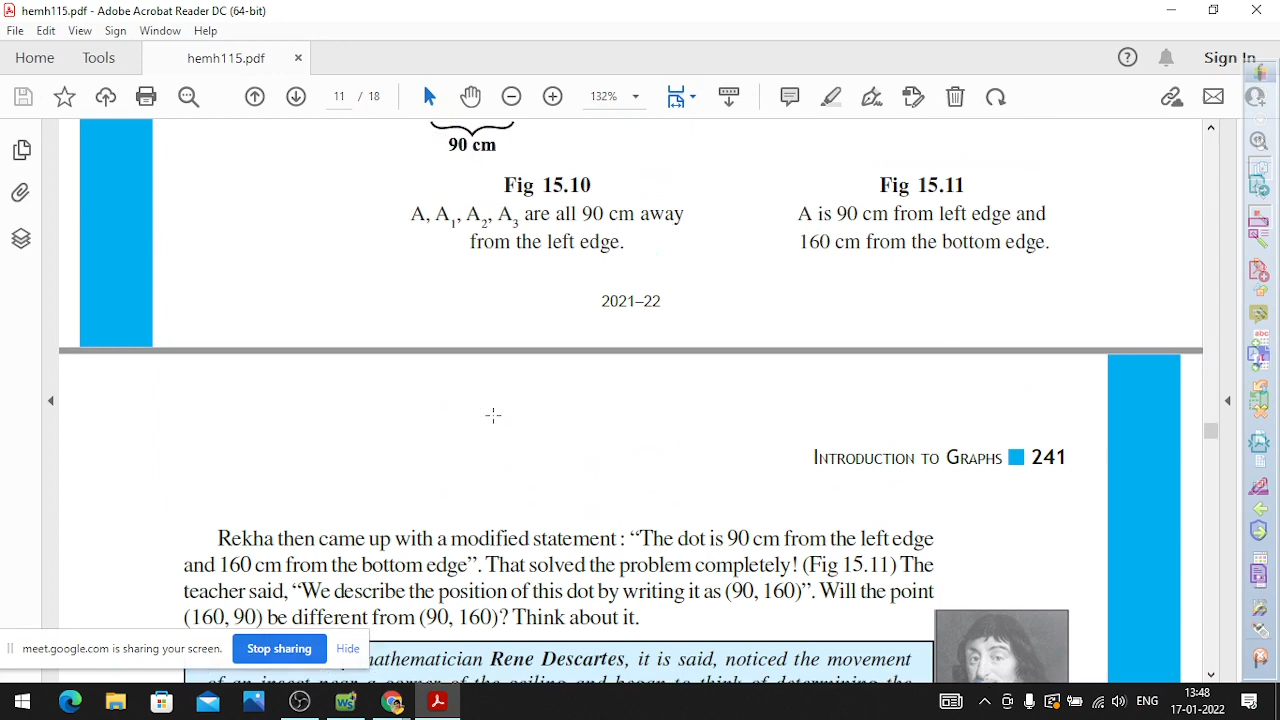 hemh115.pdf - Adobe Acrobat Reader DC (64-bit)
File Edit View Sign Window Help
Home Tools hemh115.pdf × Sign In
11 / 18 132%
90 cm
Fig 15.10 Fig 15.11
A, A1, A2, A3 are all 90 cm away A is 90 cm from left edge and
from the left edge. 160 cm from the bottom edge.
2021–22
INTRODUCTION TO GRAPHS 241
Rekha then came up with a modified statement : “The dot is 90 cm from the left edge
and 160 cm from the bottom edge”. That solved the problem completely! (Fig 15.11) The
teacher said, “We describe the position of this dot by writing it as (90, 160)”. Will the point
(160, 90) be different from (90, 160)? Think about it.
meet.google.com is sharing your screen. Stop sharing Hide
mathematician Rene Descartes, it is said, noticed the movement
of an insect near a corner of the ceiling and began to think of determining the
ENG 13:48
17-01-2022